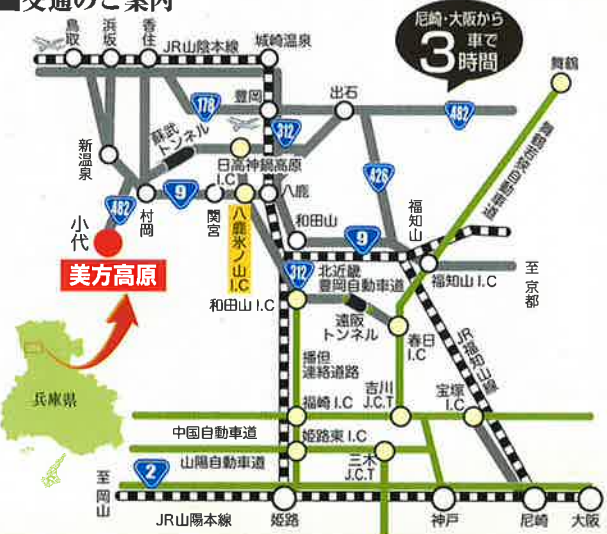 ■交通のご案内
尼崎・大阪から
3 車で
時間
鳥取
浜坂
香住
JR山陰本線
城崎温泉
舞鶴
178
豊岡
出石
482
蘇武
トンネル
312
舞鶴若狭自動車道
新温泉
日高神鍋高原
I.C
426
482
村岡
9
関宮
八鹿
和田山
福知山
小代
八鹿氷ノ山
I.C
9
美方高原
312
北近畿
豊岡自動車道
福知山 I.C
至 京都
和田山 I.C
遠阪
トンネル
春日
I.C
JR福知山線
兵庫県
播但
連絡道路
吉川
J.C.T
宝塚
I.C
福崎 I.C
中国自動車道
姫路東 I.C
山陽自動車道
三木
J.C.T
至 岡山
2
JR山陽本線
姫路
神戸
尼崎
大阪